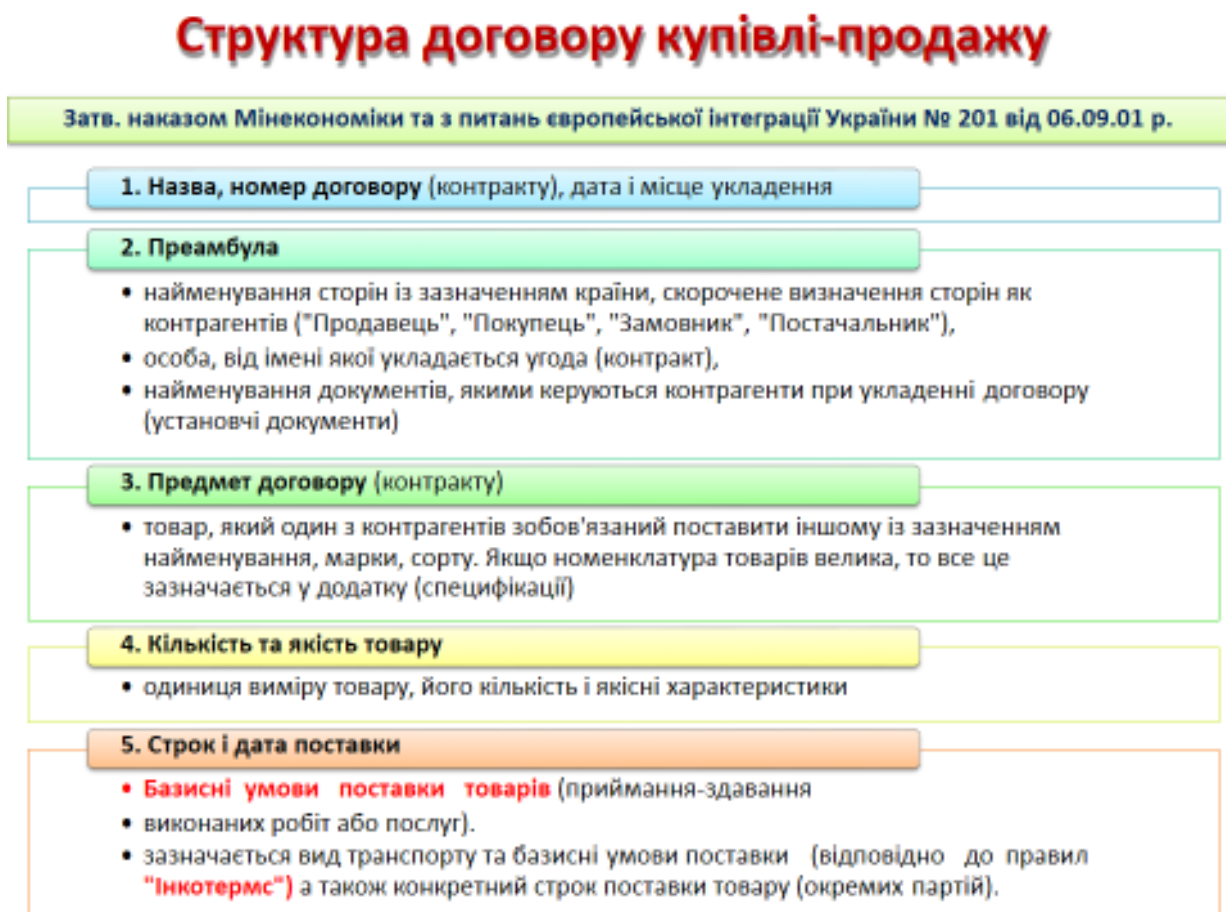 Структура договору купівлі-продажу
Затв. наказом Мінекономіки та з питань європейської інтеграції України № 201 від 06.09.01 р.
1. Назва, номер договору (контракту), дата і місце укладення
2. Преамбула
• найменування сторін із зазначенням країни, скорочене визначення сторін як
контрагентів ("Продавець", "Покупець", "Замовник", "Постачальник"),
• особа, від імені якої укладається угода (контракт),
• найменування документів, якими керуються контрагенти при укладенні договору
(установчі документи)
3. Предмет договору (контракту)
• товар, який один з контрагентів зобов'язаний поставити іншому із зазначенням
найменування, марки, сорту. Якщо номенклатура товарів велика, то все це
зазначається у додатку (специфікації)
4. Кількість та якість товару
• одиниця виміру товару, його кількість і якісні характеристики
5. Строк і дата поставки
• Базисні умови поставки товарів (приймання-здавання
• виконаних робіт або послуг).
• зазначається вид транспорту та базисні умови поставки (відповідно до правил
"Інкотермс") а також конкретний строк поставки товару (окремих партій).